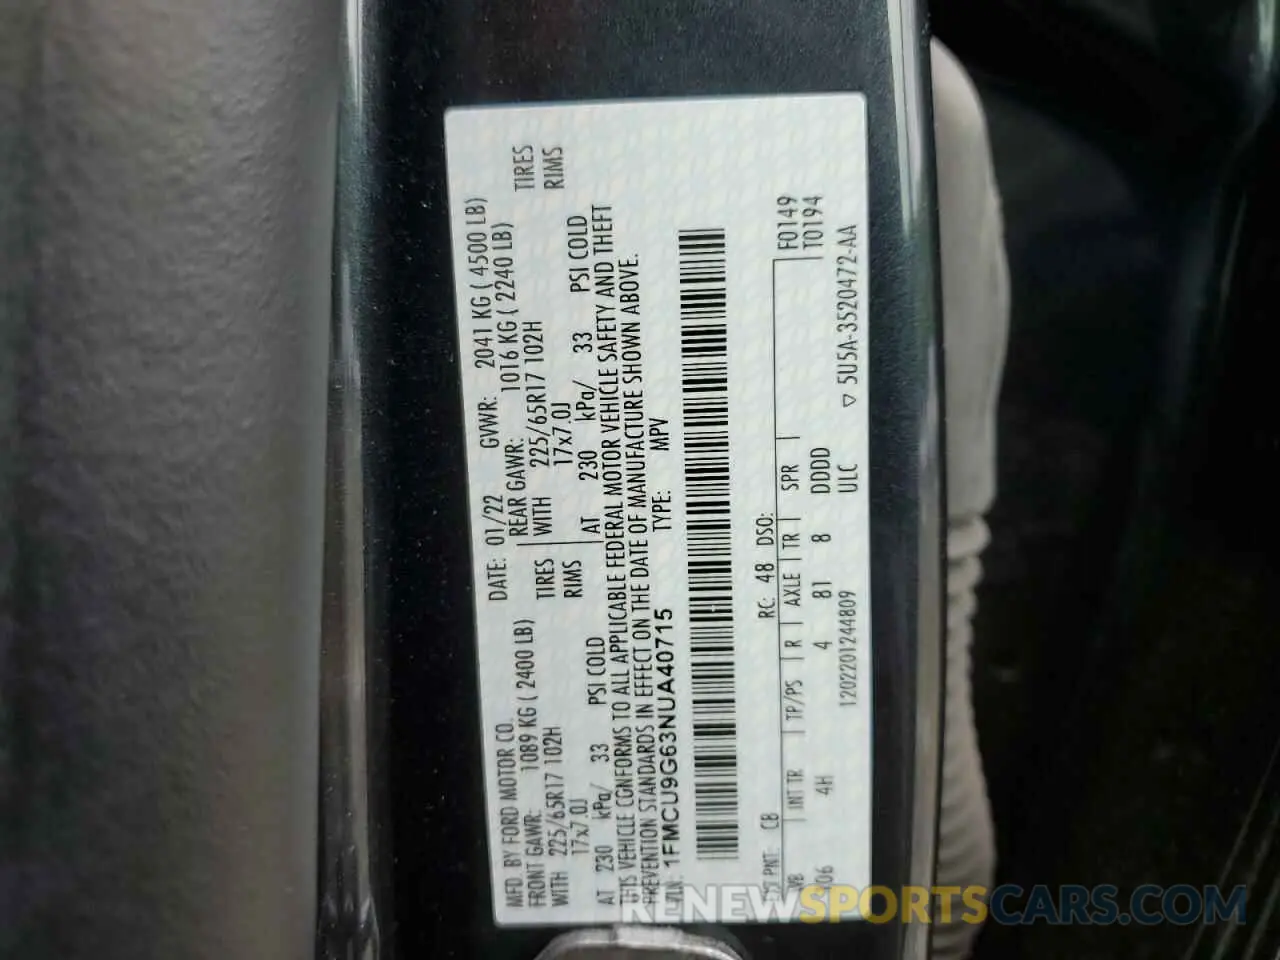 MFD. BY FORD MOTOR CO. DATE: 01/22 GVWR: 2041 KG ( 4500 LB)
FRONT GAWR: 1089 KG ( 2400 LB) REAR GAWR: 1016 KG ( 2240 LB)
WITH 225/65R17 102H TIRES WITH 225/65R17 102H TIRES
17x7.0J RIMS 17x7.0J RIMS
AT 230 kPa/ 33 PSI COLD AT 230 kPa/ 33 PSI COLD
THIS VEHICLE CONFORMS TO ALL APPLICABLE FEDERAL MOTOR VEHICLE SAFETY AND THEFT
PREVENTION STANDARDS IN EFFECT ON THE DATE OF MANUFACTURE SHOWN ABOVE.
VIN: 1FMCU9G63NUA40715 TYPE: MPV
EXT PNT: CB RC: 48 DSO: F0149
WB INT TR TP/PS R AXLE TR SPR T0194
06 4H 4 81 8 DDDD
1202201244809 ULC ▽ 5U5A-3520472-AA
RENEWSPORTSCARS.COM